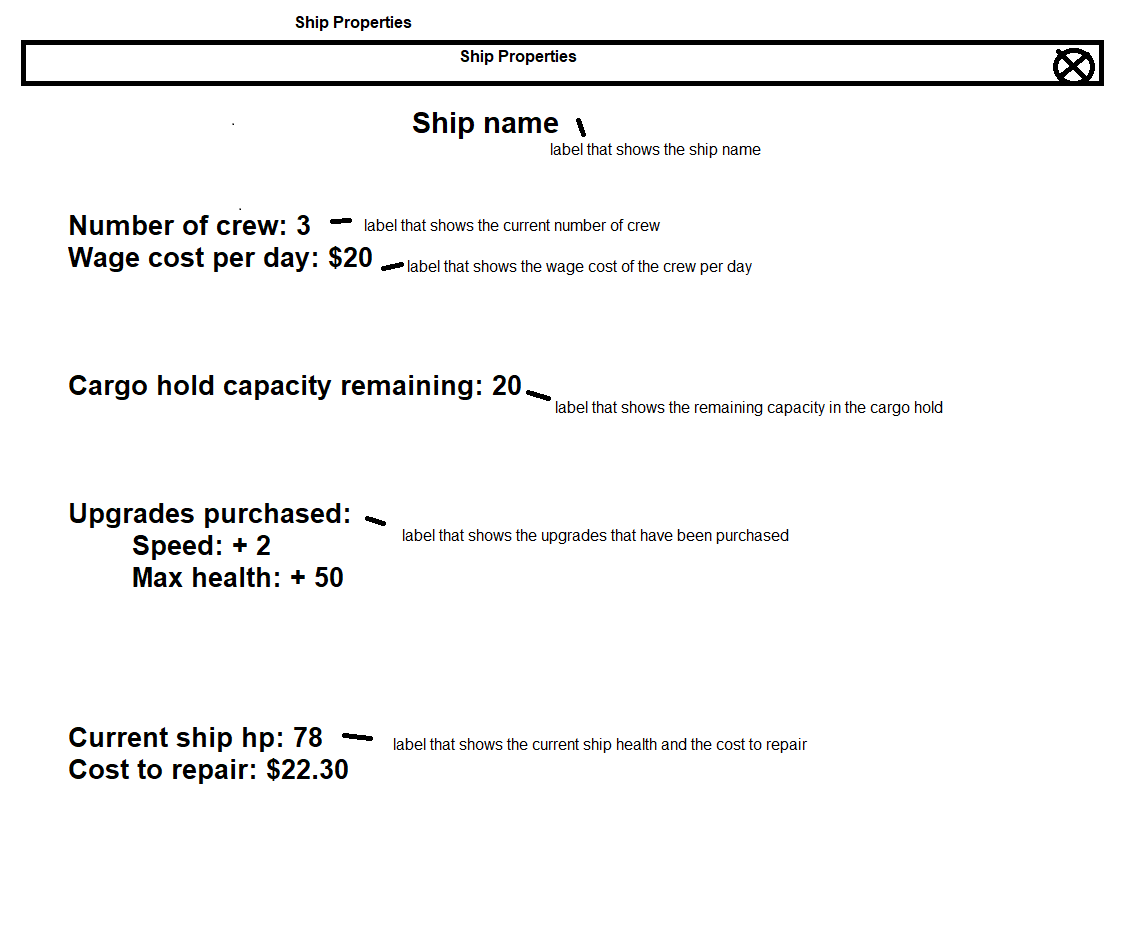 Ship Properties
Ship Properties
Ship name
label that shows the ship name
Number of crew: 3
label that shows the current number of crew
Wage cost per day: $20
label that shows the wage cost of the crew per day
Cargo hold capacity remaining: 20
label that shows the remaining capacity in the cargo hold
Upgrades purchased:
label that shows the upgrades that have been purchased
Speed: + 2
Max health: + 50
Current ship hp: 78
label that shows the current ship health and the cost to repair
Cost to repair: $22.30